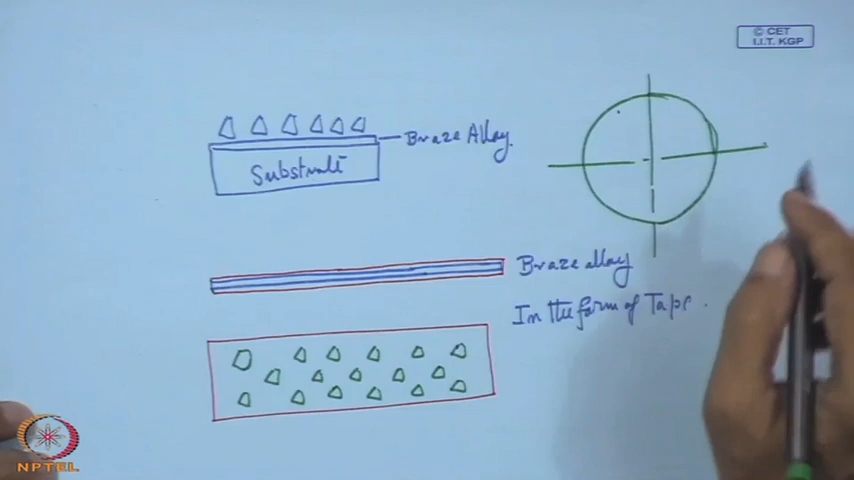 © CET
I.I.T. KGP
Braze Alloy.
Substrate
Braze alloy
In the form of Tape.
NPTEL